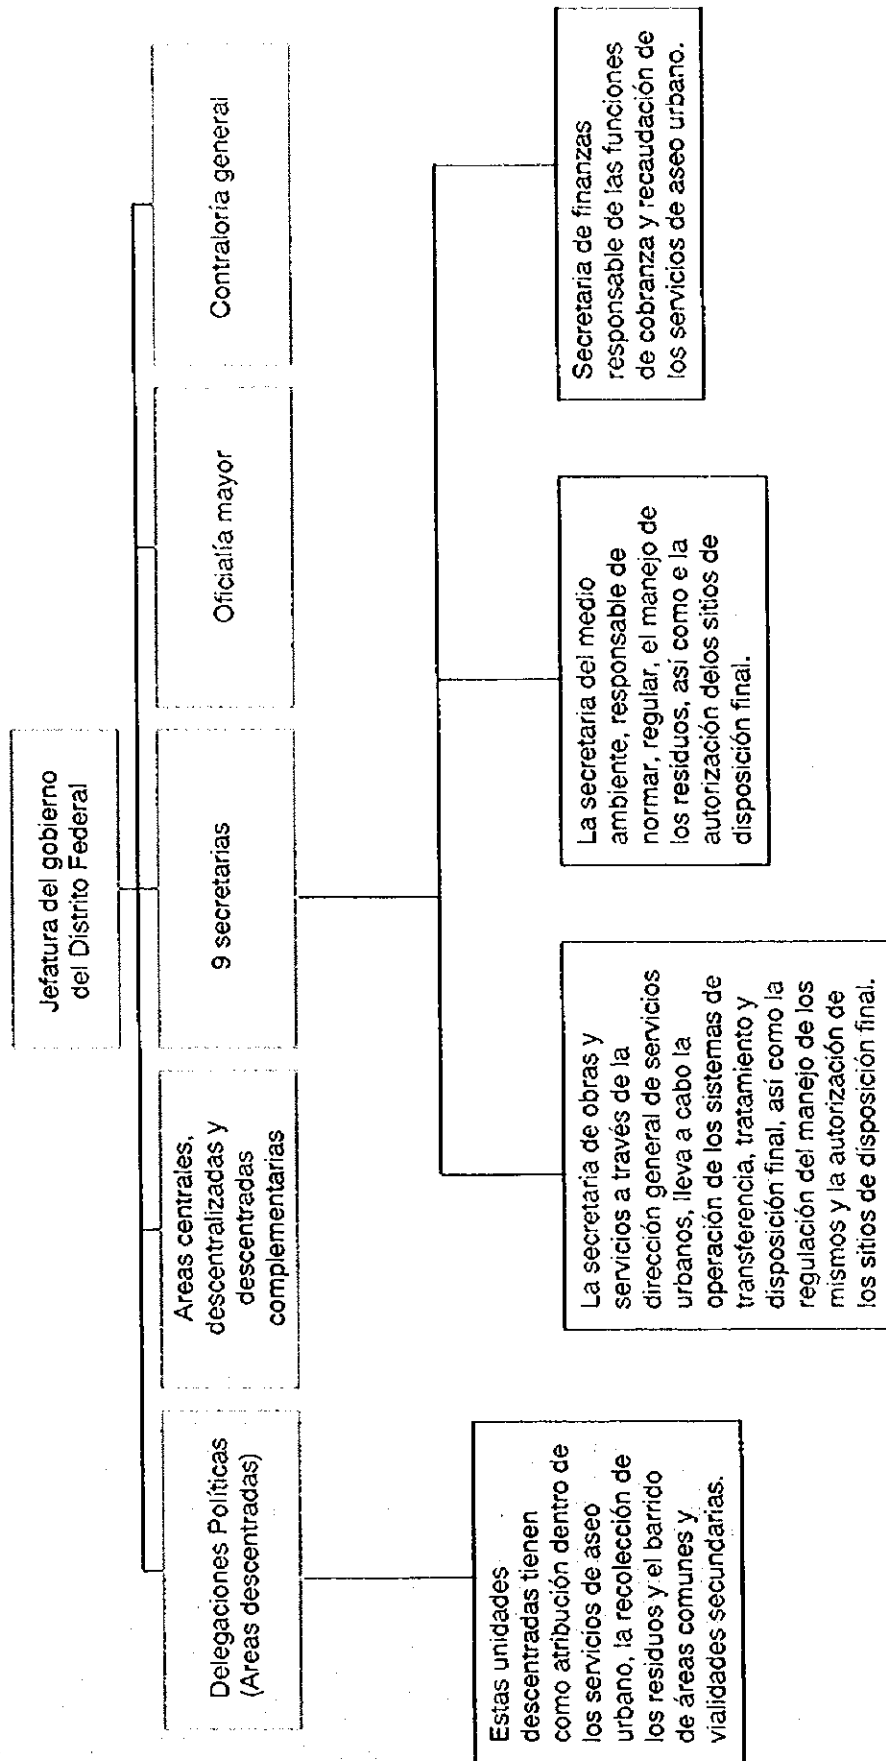 Jefatura del gobierno
del Distrito Federal
Delegaciones Políticas
(Areas descentradas)
Areas centrales,
descentralizadas y
descentradas
complementarias
9 secretarias
Oficialía mayor
Contraloría general
Estas unidades
descentradas tienen
como atribución dentro de
los servicios de aseo
urbano, la recolección de
los residuos y el barrido
de áreas comunes y
vialidades secundarias.
La secretaria de obras y
servicios a través de la
dirección general de servicios
urbanos, lleva a cabo la
operación de los sistemas de
transferencia, tratamiento y
disposición final, así como la
regulación del manejo de los
mismos y la autorización de
los sitios de disposición final.
La secretaria del medio
ambiente, responsable de
normar, regular, el manejo de
los residuos, así como e la
autorización delos sitios de
disposición final.
Secretaria de finanzas
responsable de las funciones
de cobranza y recaudación de
los servicios de aseo urbano.